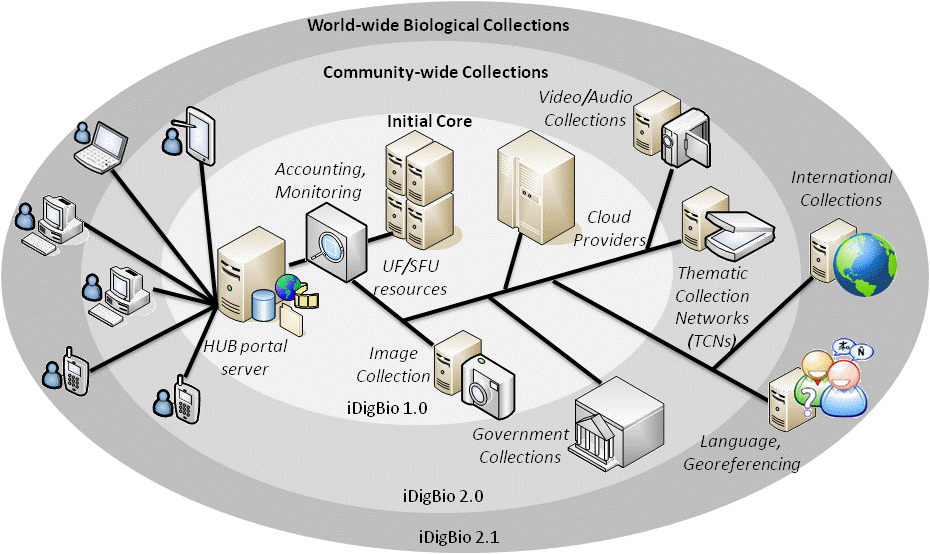 World-wide Biological Collections
Community-wide Collections
Initial Core
Video/Audio
Collections
Accounting,
Monitoring
International
Collections
Cloud
Providers
UF/SFU
resources
Thematic
Collection
Networks
(TCNs)
HUB portal
server
Image
Collection
iDigBio 1.0
Government
Collections
Language,
Georeferencing
iDigBio 2.0
iDigBio 2.1